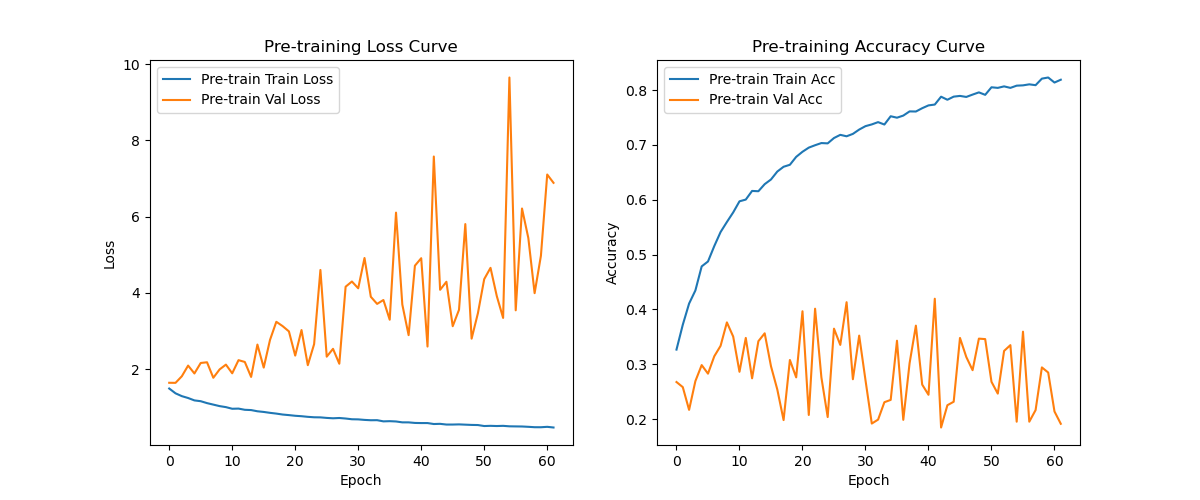 Pre-training Loss Curve
Pre-train Train Loss
Pre-train Val Loss
10
8
6
4
2
Loss
0 10 20 30 40 50 60
Epoch
Pre-training Accuracy Curve
Pre-train Train Acc
Pre-train Val Acc
0.8
0.7
0.6
0.5
0.4
0.3
0.2
Accuracy
0 10 20 30 40 50 60
Epoch